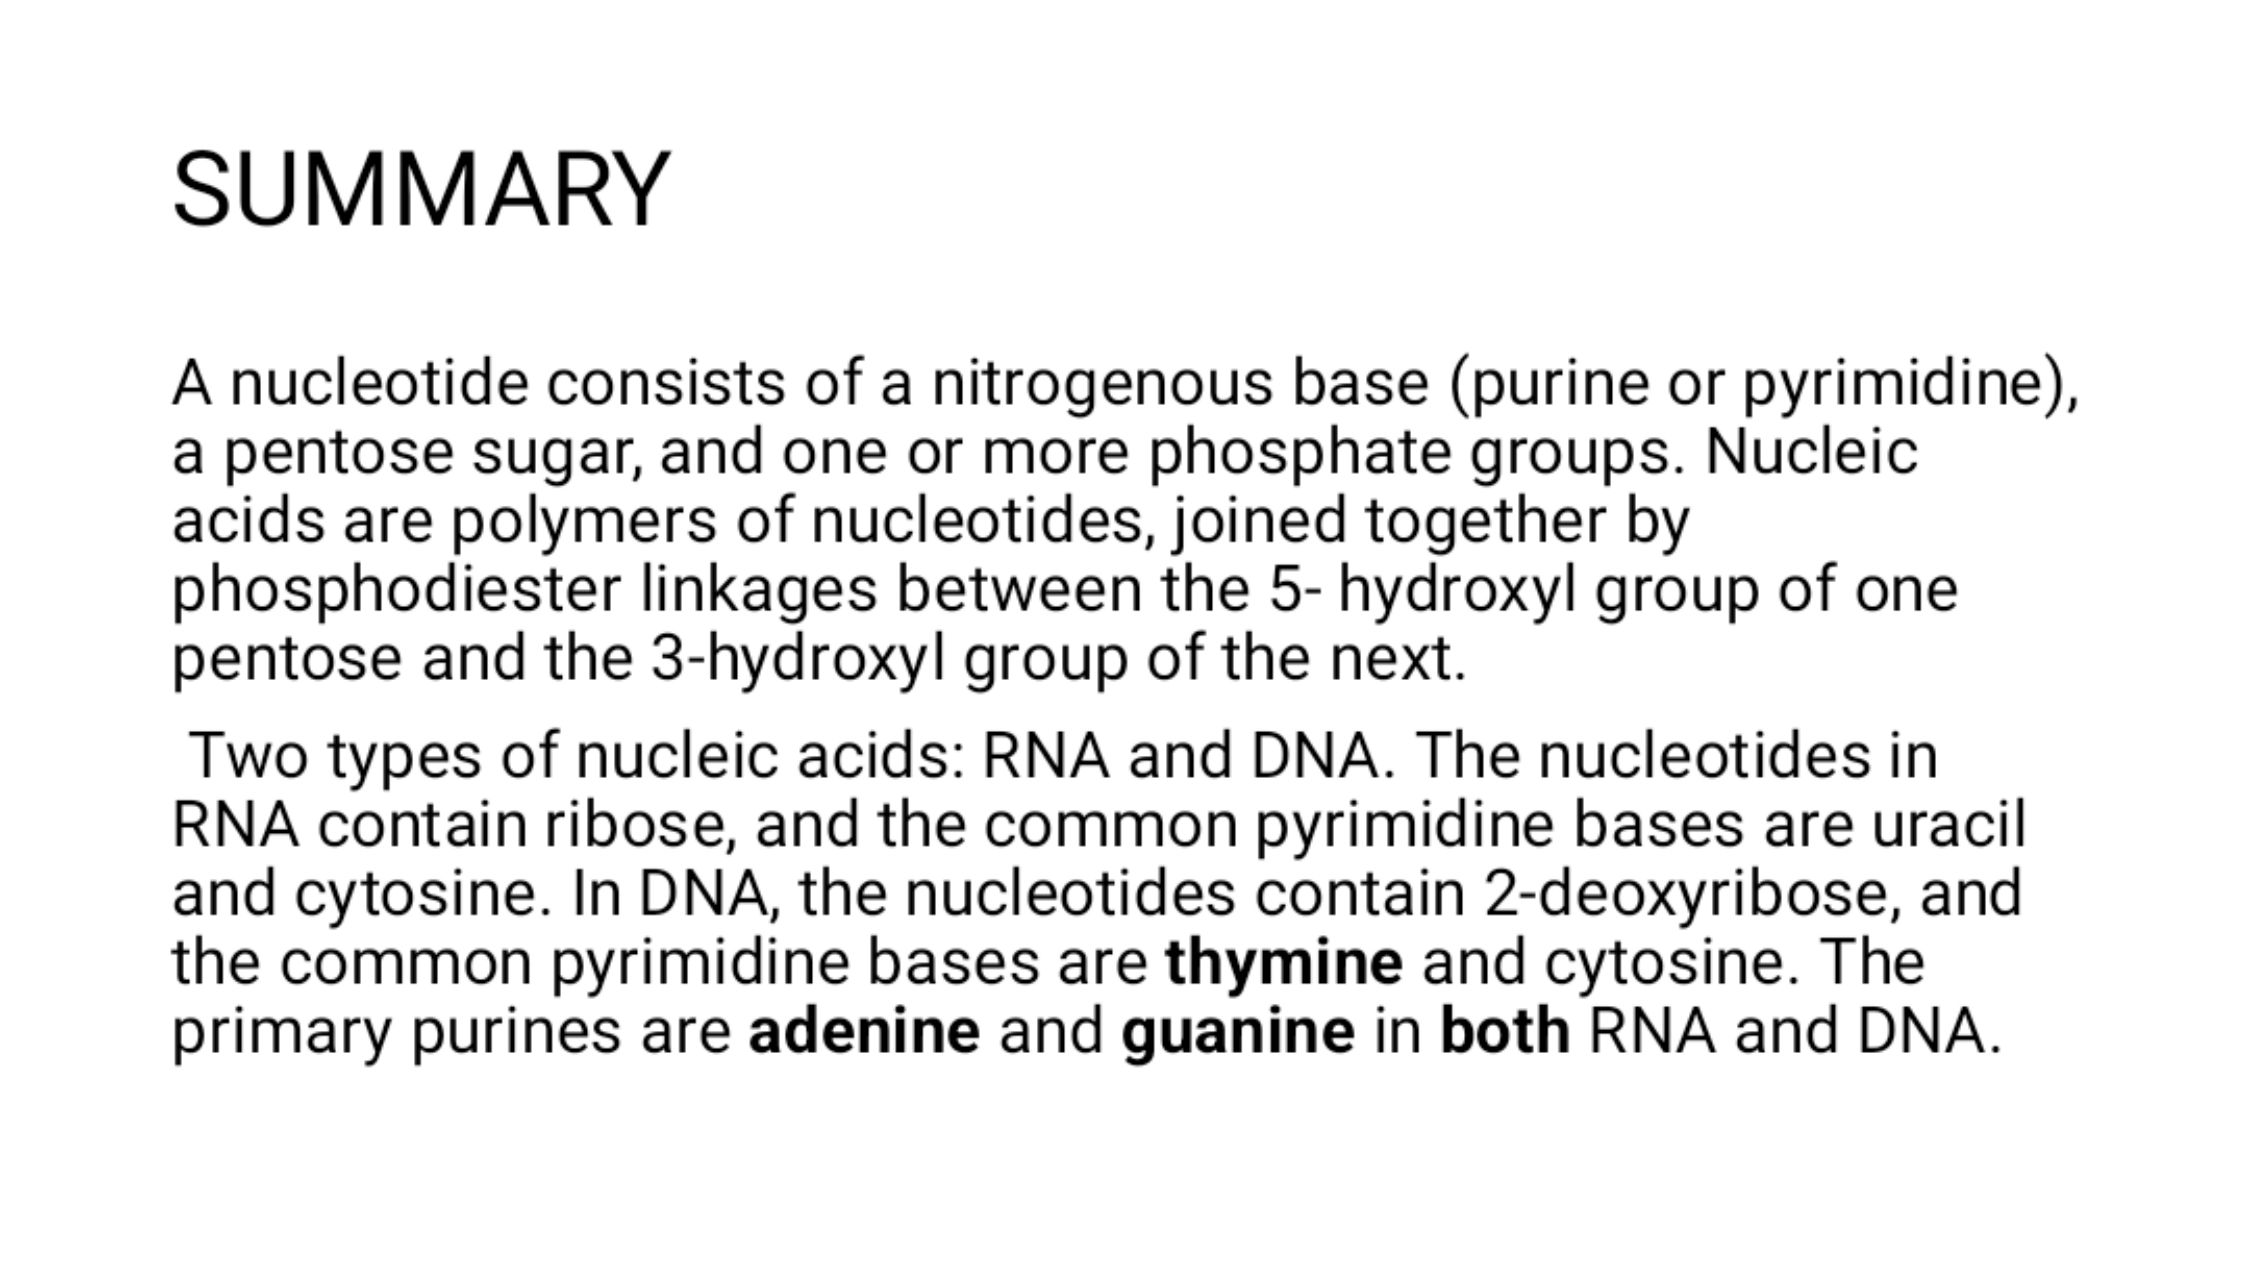 SUMMARY
A nucleotide consists of a nitrogenous base (purine or pyrimidine),
a pentose sugar, and one or more phosphate groups. Nucleic
acids are polymers of nucleotides, joined together by
phosphodiester linkages between the 5- hydroxyl group of one
pentose and the 3-hydroxyl group of the next.
Two types of nucleic acids: RNA and DNA. The nucleotides in
RNA contain ribose, and the common pyrimidine bases are uracil
and cytosine. In DNA, the nucleotides contain 2-deoxyribose, and
the common pyrimidine bases are thymine and cytosine. The
primary purines are adenine and guanine in both RNA and DNA.